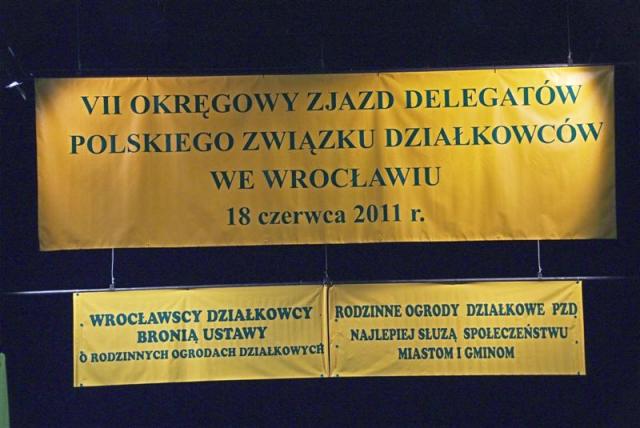 VII OKRĘGOWY ZJAZD DELEGATÓW
POLSKIEGO ZWIĄZKU DZIAŁKOWCÓW
WE WROCŁAWIU
18 czerwca 2011 r.
WROCŁAWSCY DZIAŁKOWCY
BRONIĄ USTAWY
O RODZINNYCH OGRODACH DZIAŁKOWYCH
RODZINNE OGRODY DZIAŁKOWE PZD
NAJLEPIEJ SŁUŻĄ SPOŁECZEŃSTWU
MIASTOM I GMINOM